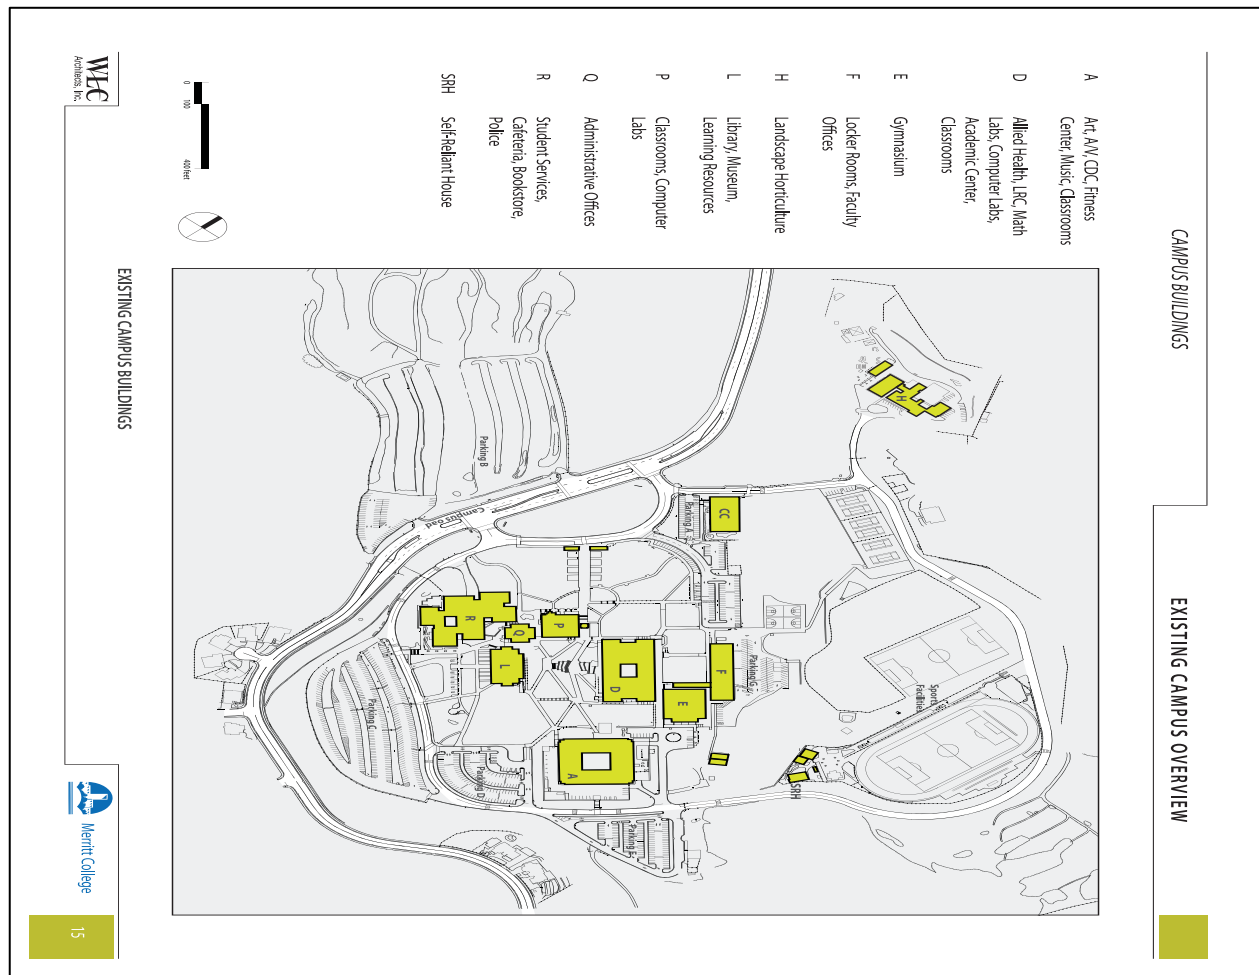 CAMPUS BUILDINGS
EXISTING CAMPUS OVERVIEW
A Art, A/V, CDC, Fitness
Center, Music, Classrooms
D Allied Health, LRC, Math
Labs, Computer Labs,
Academic Center,
Classrooms
E Gymnasium
F Locker Rooms, Faculty
Offices
H Landscape Horticulture
L Library, Museum,
Learning Resources
P Classrooms, Computer
Labs
Q Administrative Offices
R Student Services,
Cafeteria, Bookstore,
Police
SRH Self-Reliant House
0 100 400 feet
H
CC
Parking A
Parking B
Campus Road
R
Q
P
L
D
F
E
A
Parking G
Sports
Facilities
SRH
Parking C
Parking D
Parking E
EXISTING CAMPUS BUILDINGS
WLC
Architects, Inc.
Merritt College
15